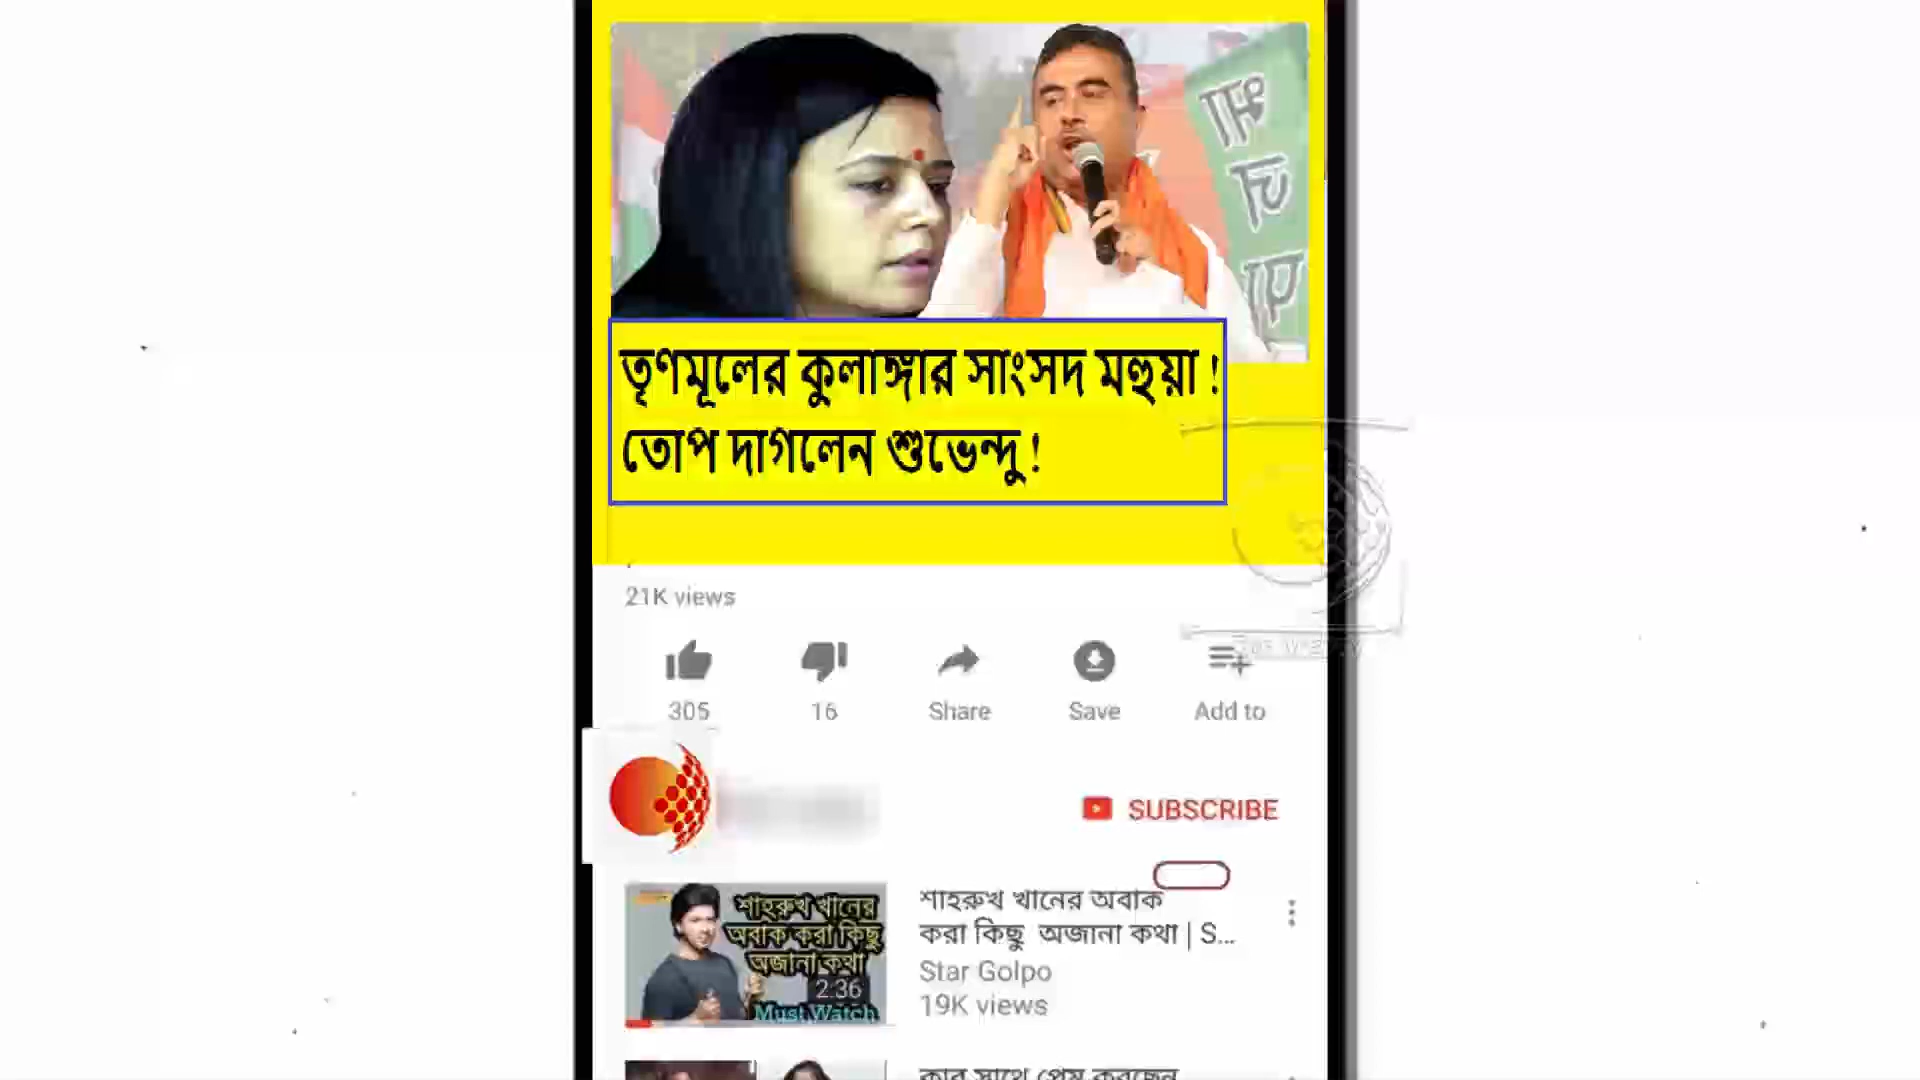 তৃণমূলের কুলাঙ্গার সাংসদ মহুয়া !
তোপ দাগলেন শুভেন্দু !
21K views
305
16
Share
Save
Add to
SUBSCRIBE
শাহরুখ খানের
অবাক করা কিছু
অজানা কথা
2:36
Must Watch
শাহরুখ খানের অবাক
করা কিছু অজানা কথা | S...
Star Golpo
19K views
কার সাথে প্রেম করছেন